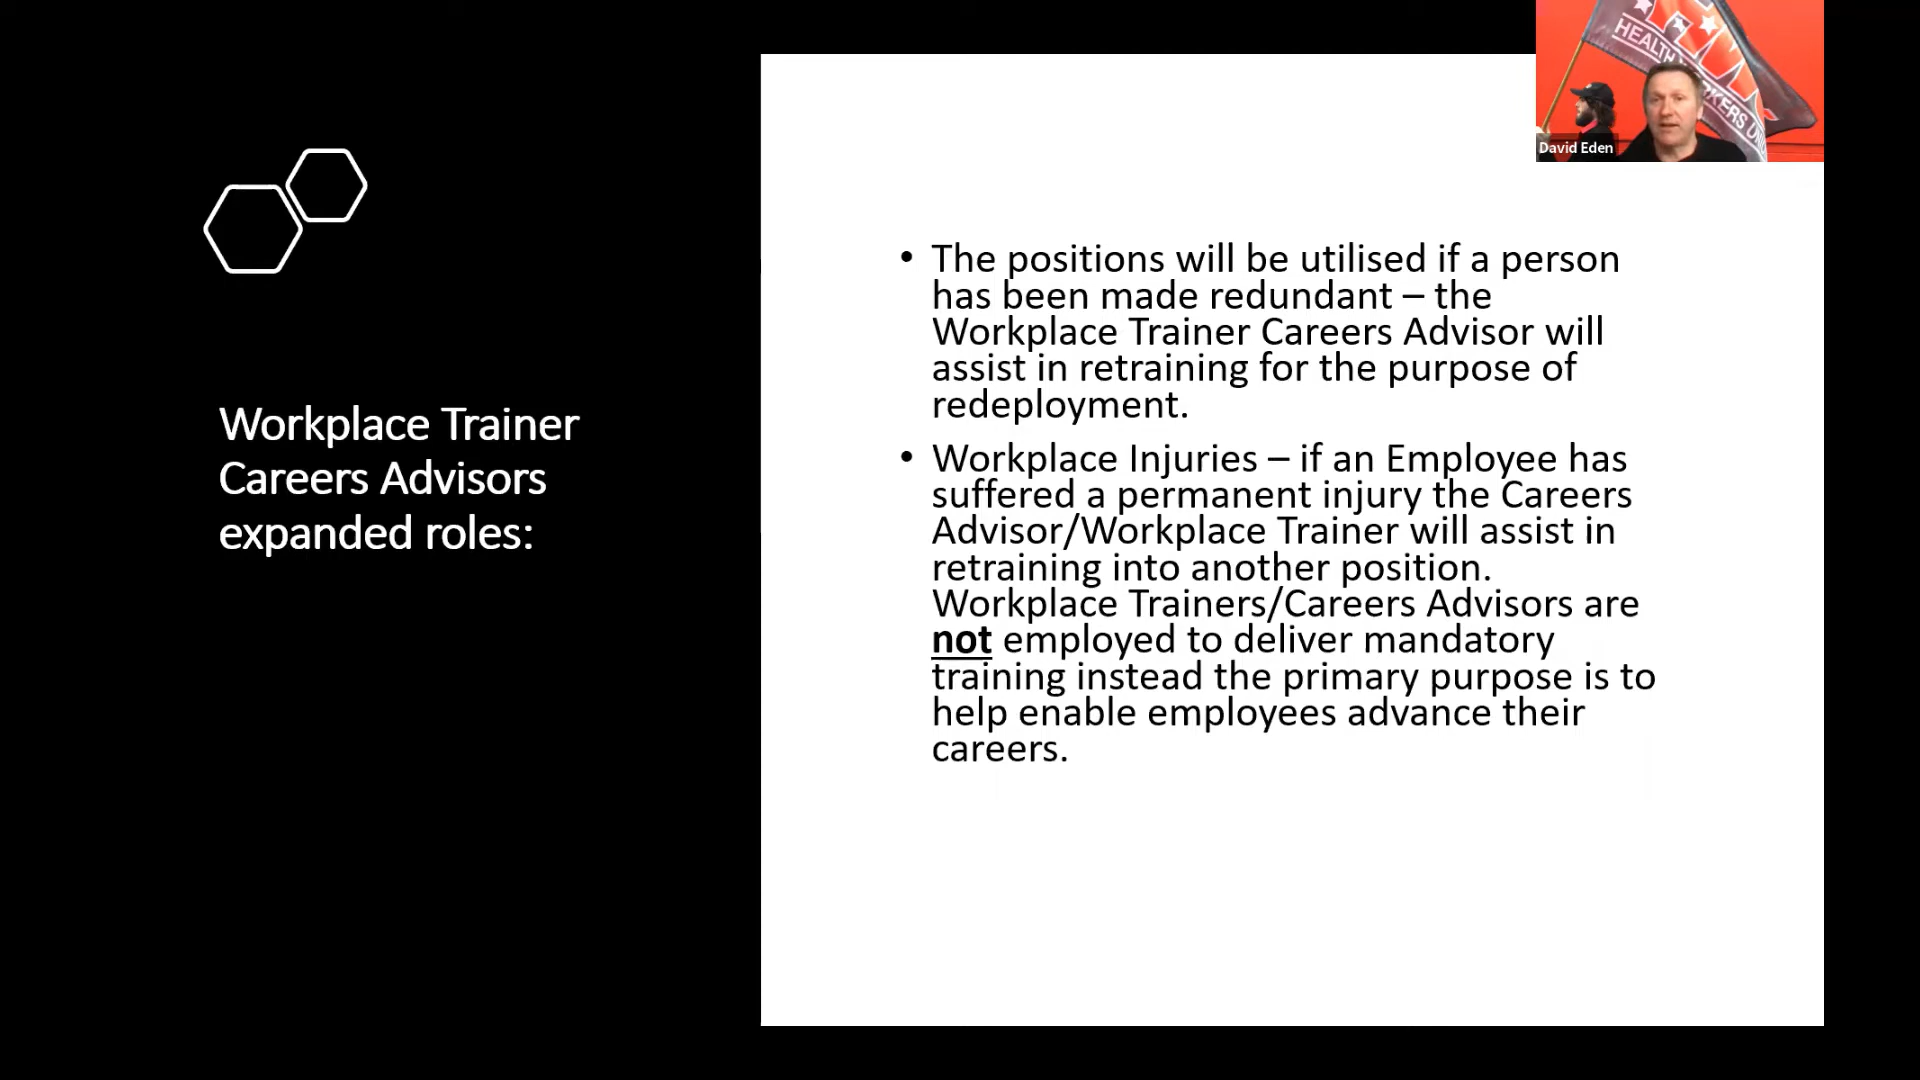 HEALTH
KERS UNI
David Eden
Workplace Trainer
Careers Advisors
expanded roles:
• The positions will be utilised if a person
has been made redundant – the
Workplace Trainer Careers Advisor will
assist in retraining for the purpose of
redeployment.
• Workplace Injuries – if an Employee has
suffered a permanent injury the Careers
Advisor/Workplace Trainer will assist in
retraining into another position.
Workplace Trainers/Careers Advisors are
not employed to deliver mandatory
training instead the primary purpose is to
help enable employees advance their
careers.